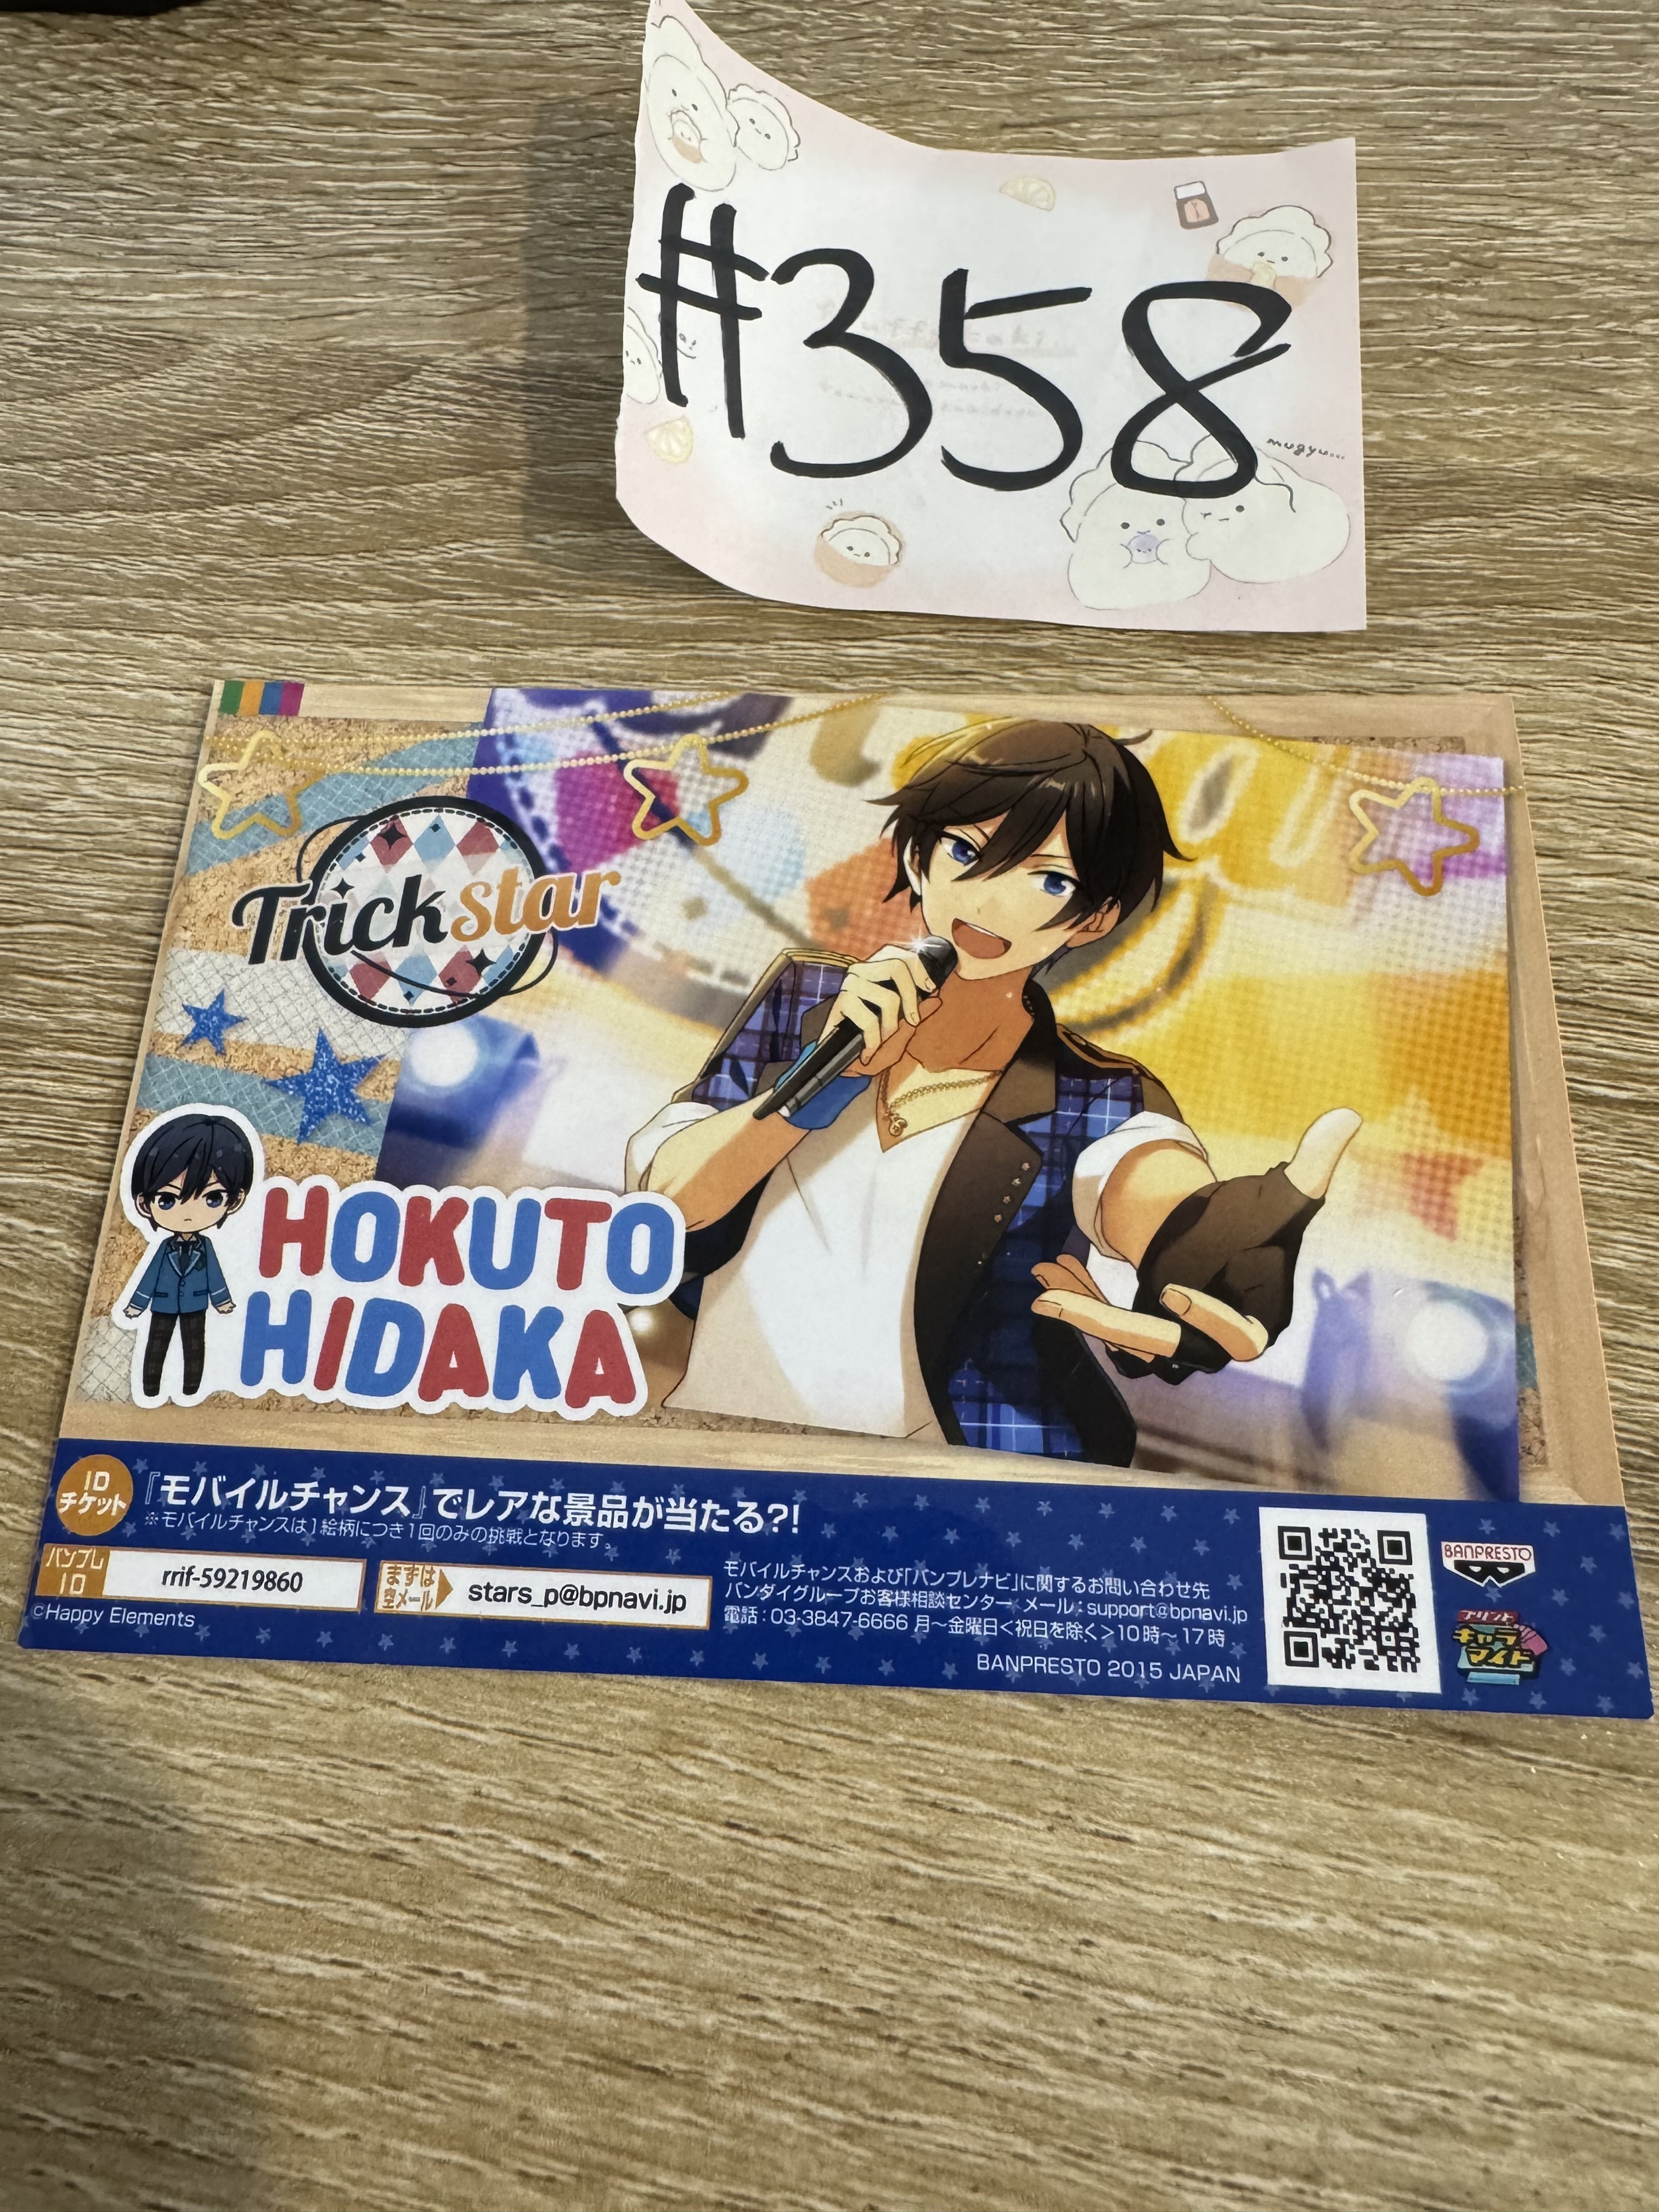 #358
mugyu...
Trickstar
HOKUTO
HIDAKA
ID
チケット
『モバイルチャンス』でレアな景品が当たる?!
※モバイルチャンスは1絵柄につき1回のみの挑戦となります。
バンプレ
ID
rrif-59219860
まずは
空メール
stars_p@bpnavi.jp
モバイルチャンスおよび「バンプレナビ」に関するお問い合わせ先
バンダイグループお客様相談センター メール:support@bpnavi.jp
電話:03-3847-6666 月～金曜日<祝日を除く>10時～17時
©Happy Elements
BANPRESTO 2015 JAPAN
BANPRESTO
プリント
キャラ
マイド